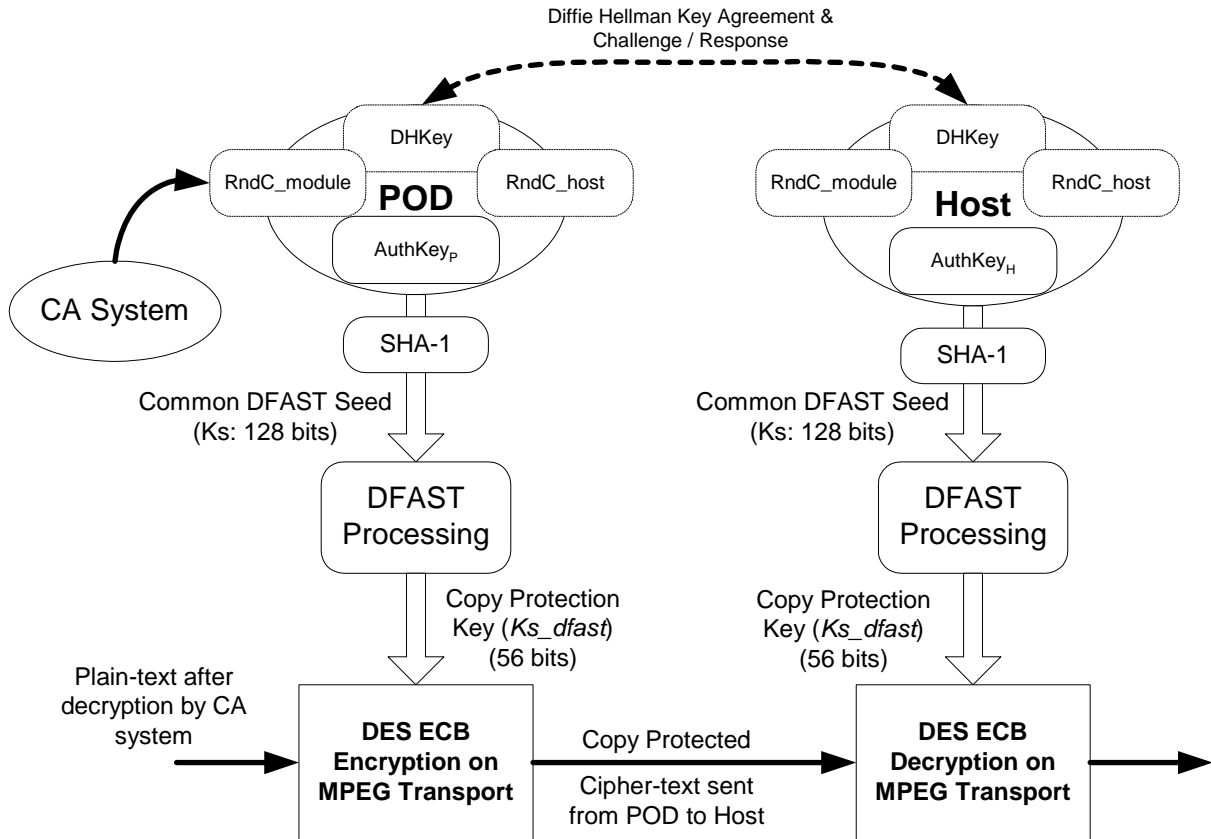 Diffie Hellman Key Agreement &
Challenge / Response
DHKey
RndC_module
RndC_host
POD
AuthKeyP
DHKey
RndC_module
RndC_host
Host
AuthKeyH
CA System
SHA-1
SHA-1
Common DFAST Seed
(Ks: 128 bits)
Common DFAST Seed
(Ks: 128 bits)
DFAST
Processing
DFAST
Processing
Copy Protection
Key (Ks_dfast)
(56 bits)
Copy Protection
Key (Ks_dfast)
(56 bits)
Plain-text after
decryption by CA
system
DES ECB
Encryption on
MPEG Transport
Copy Protected
Cipher-text sent
from POD to Host
DES ECB
Decryption on
MPEG Transport